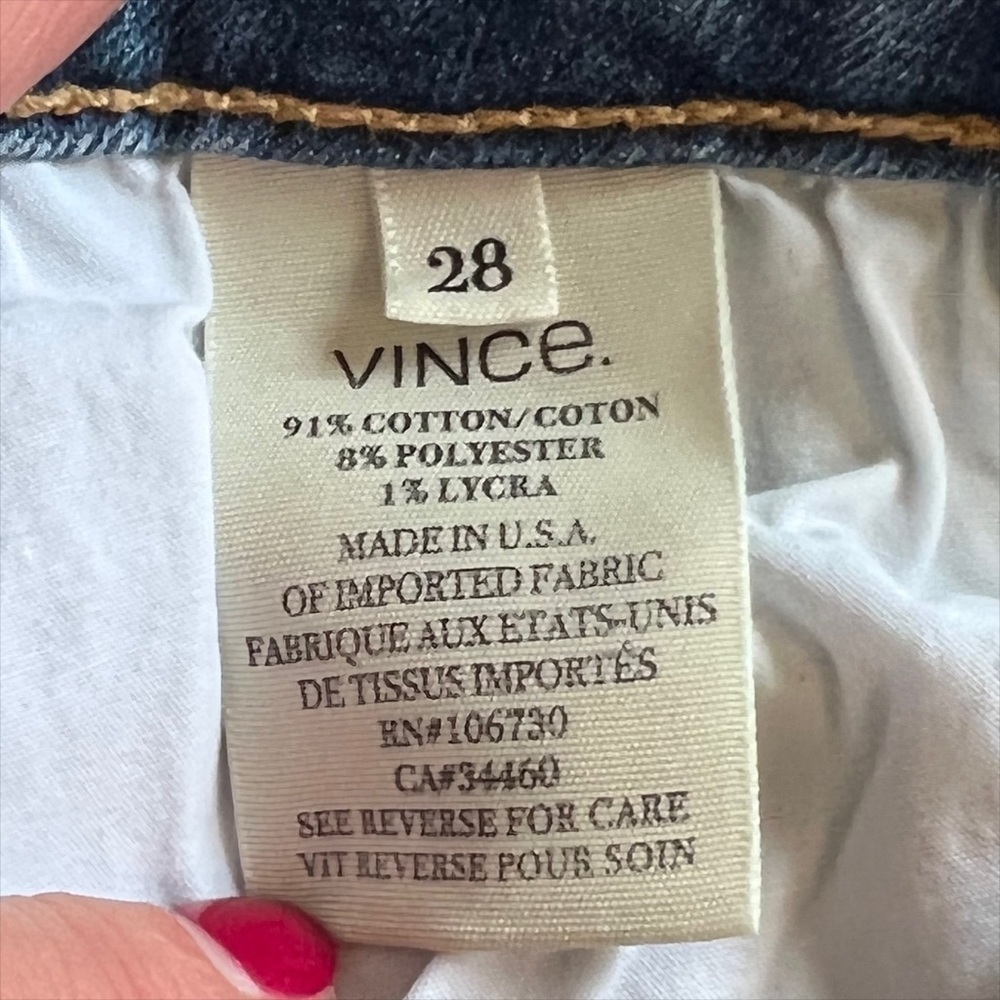 28
VINCe.
91% COTTON/COTON
8% POLYESTER
1% LYCRA
MADE IN U.S.A.
OF IMPORTED FABRIC
FABRIQUE AUX ETATS-UNIS
DE TISSUS IMPORTÉS
RN#106730
CA#34460
SEE REVERSE FOR CARE
VIT REVERSE POUR SOIN